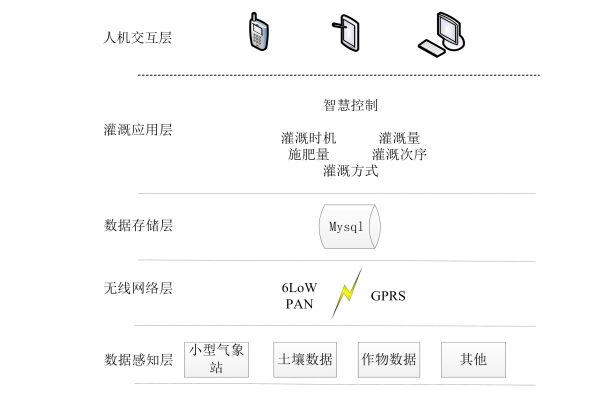 人机交互层
智慧控制
灌溉应用层
灌溉时机 灌溉量
施肥量 灌溉次序
灌溉方式
数据存储层
Mysql
无线网络层
6LoW
PAN
GPRS
数据感知层
小型气象
站
土壤数据
作物数据
其他